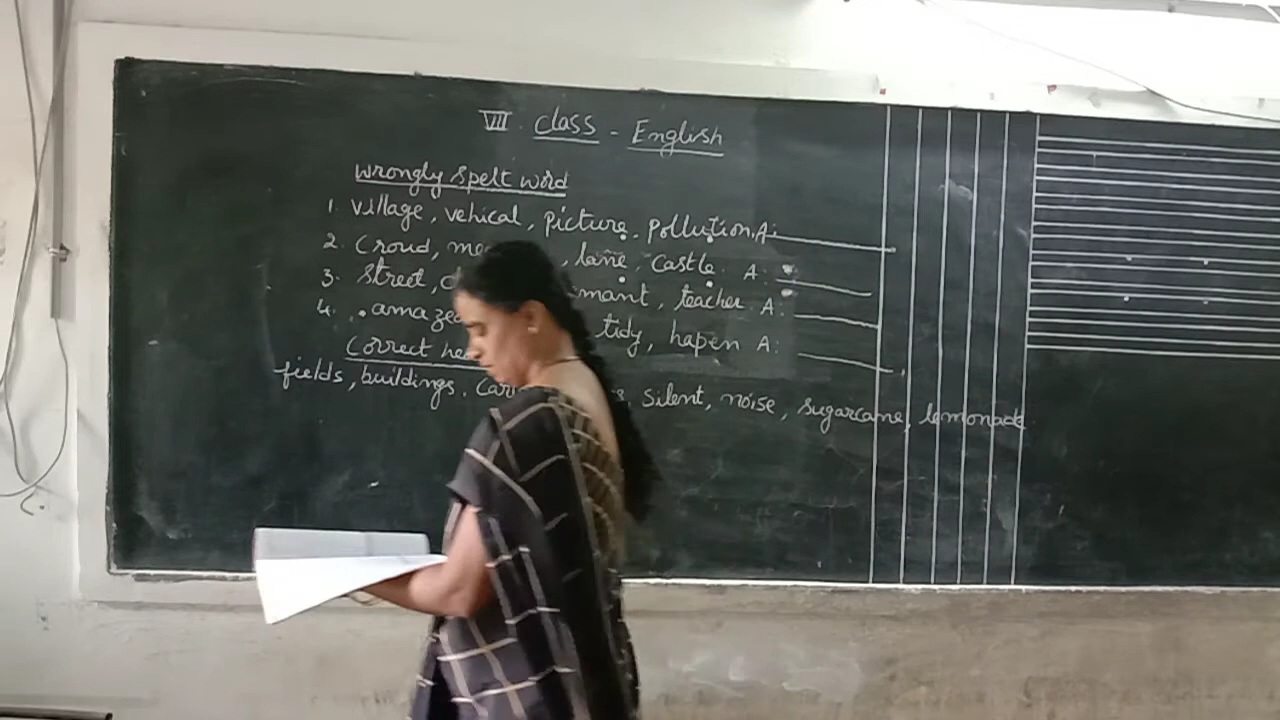 VII class - English
Wrongly spelt word
1. village, vehical, picture, pollution. A:
2. Croud, lane, castle. A:
3. Street, teacher. A:
4. tidy, hapen A:
Correct
fields, buildings, silent, noise, sugarcane, lemonade